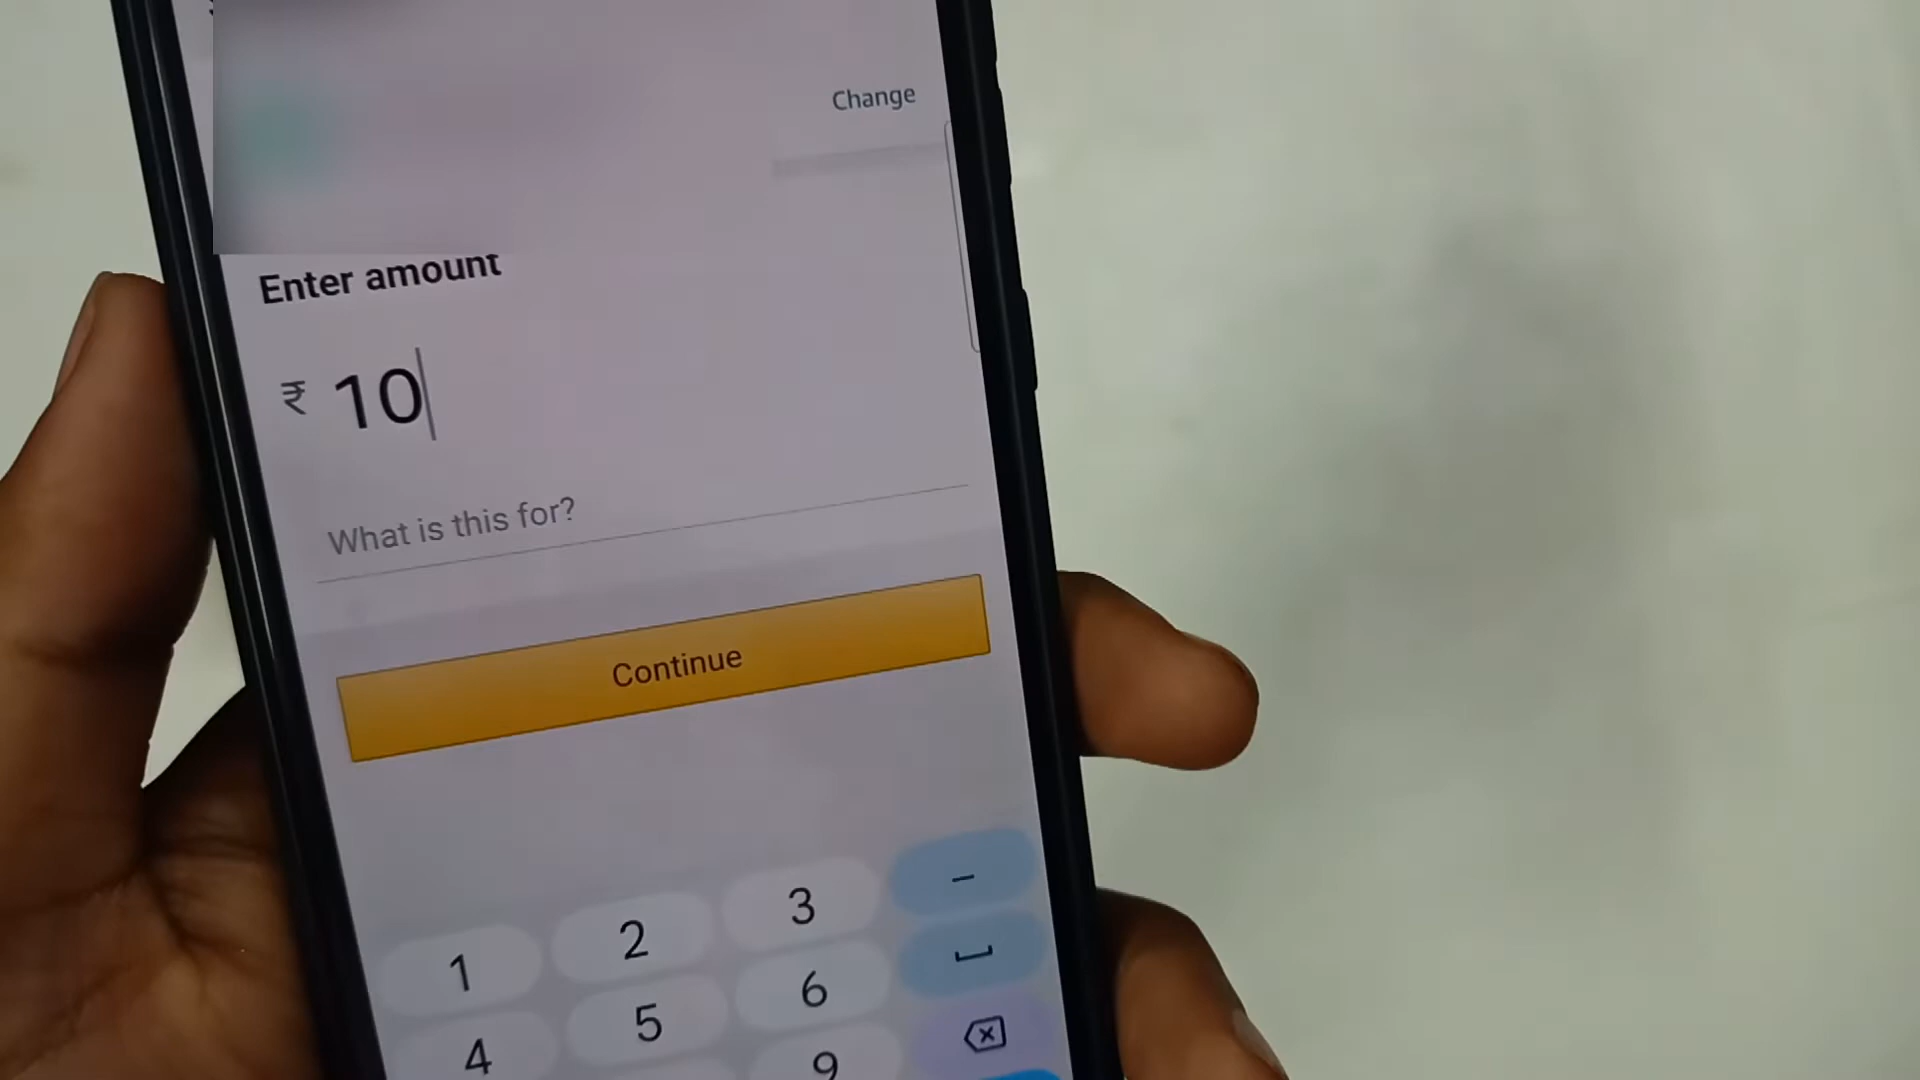 Change
Enter amount
₹ 10
What is this for?
Continue
1 2 3 -
4 5 6
9